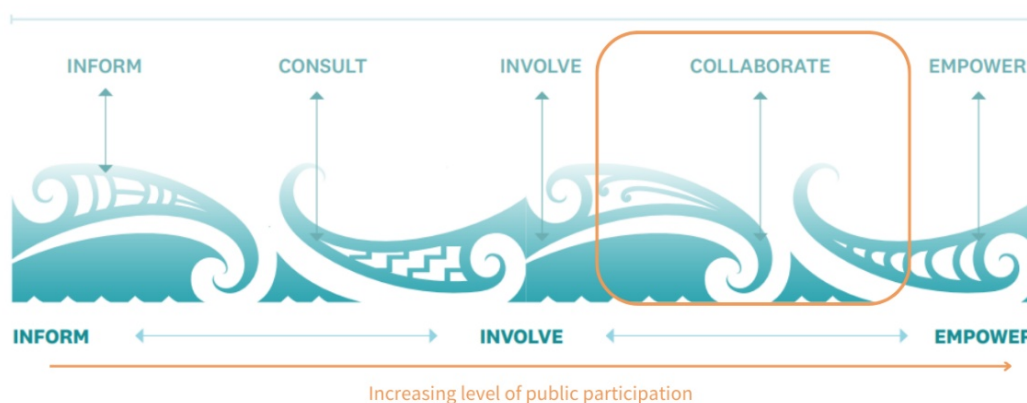 INFORM CONSULT INVOLVE COLLABORATE EMPOWER
INFORM INVOLVE EMPOWER
Increasing level of public participation